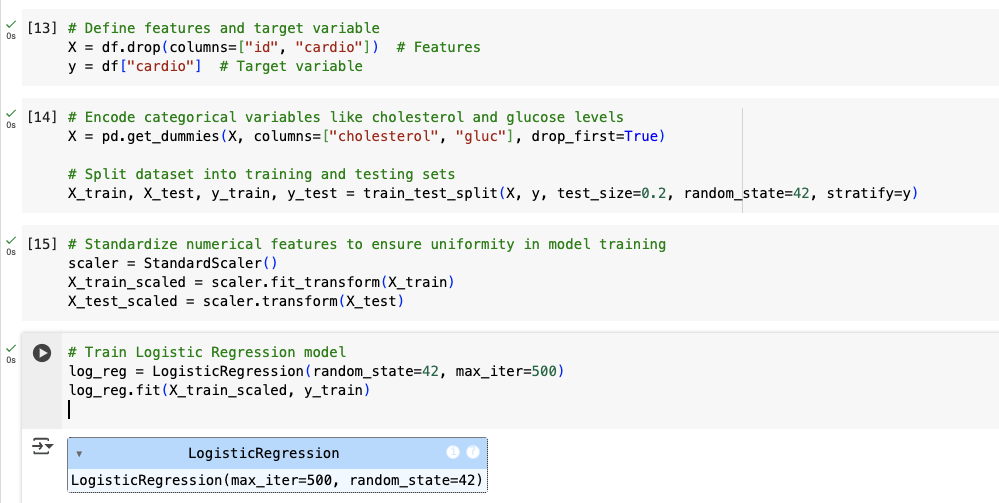 [13] # Define features and target variable
0s
X = df.drop(columns=["id", "cardio"])  # Features
y = df["cardio"]  # Target variable
[14] # Encode categorical variables like cholesterol and glucose levels
0s
X = pd.get_dummies(X, columns=["cholesterol", "gluc"], drop_first=True)
# Split dataset into training and testing sets
X_train, X_test, y_train, y_test = train_test_split(X, y, test_size=0.2, random_state=42, stratify=y)
[15] # Standardize numerical features to ensure uniformity in model training
0s
scaler = StandardScaler()
X_train_scaled = scaler.fit_transform(X_train)
X_test_scaled = scaler.transform(X_test)
# Train Logistic Regression model
0s
log_reg = LogisticRegression(random_state=42, max_iter=500)
log_reg.fit(X_train_scaled, y_train)
LogisticRegression i ?
LogisticRegression(max_iter=500, random_state=42)